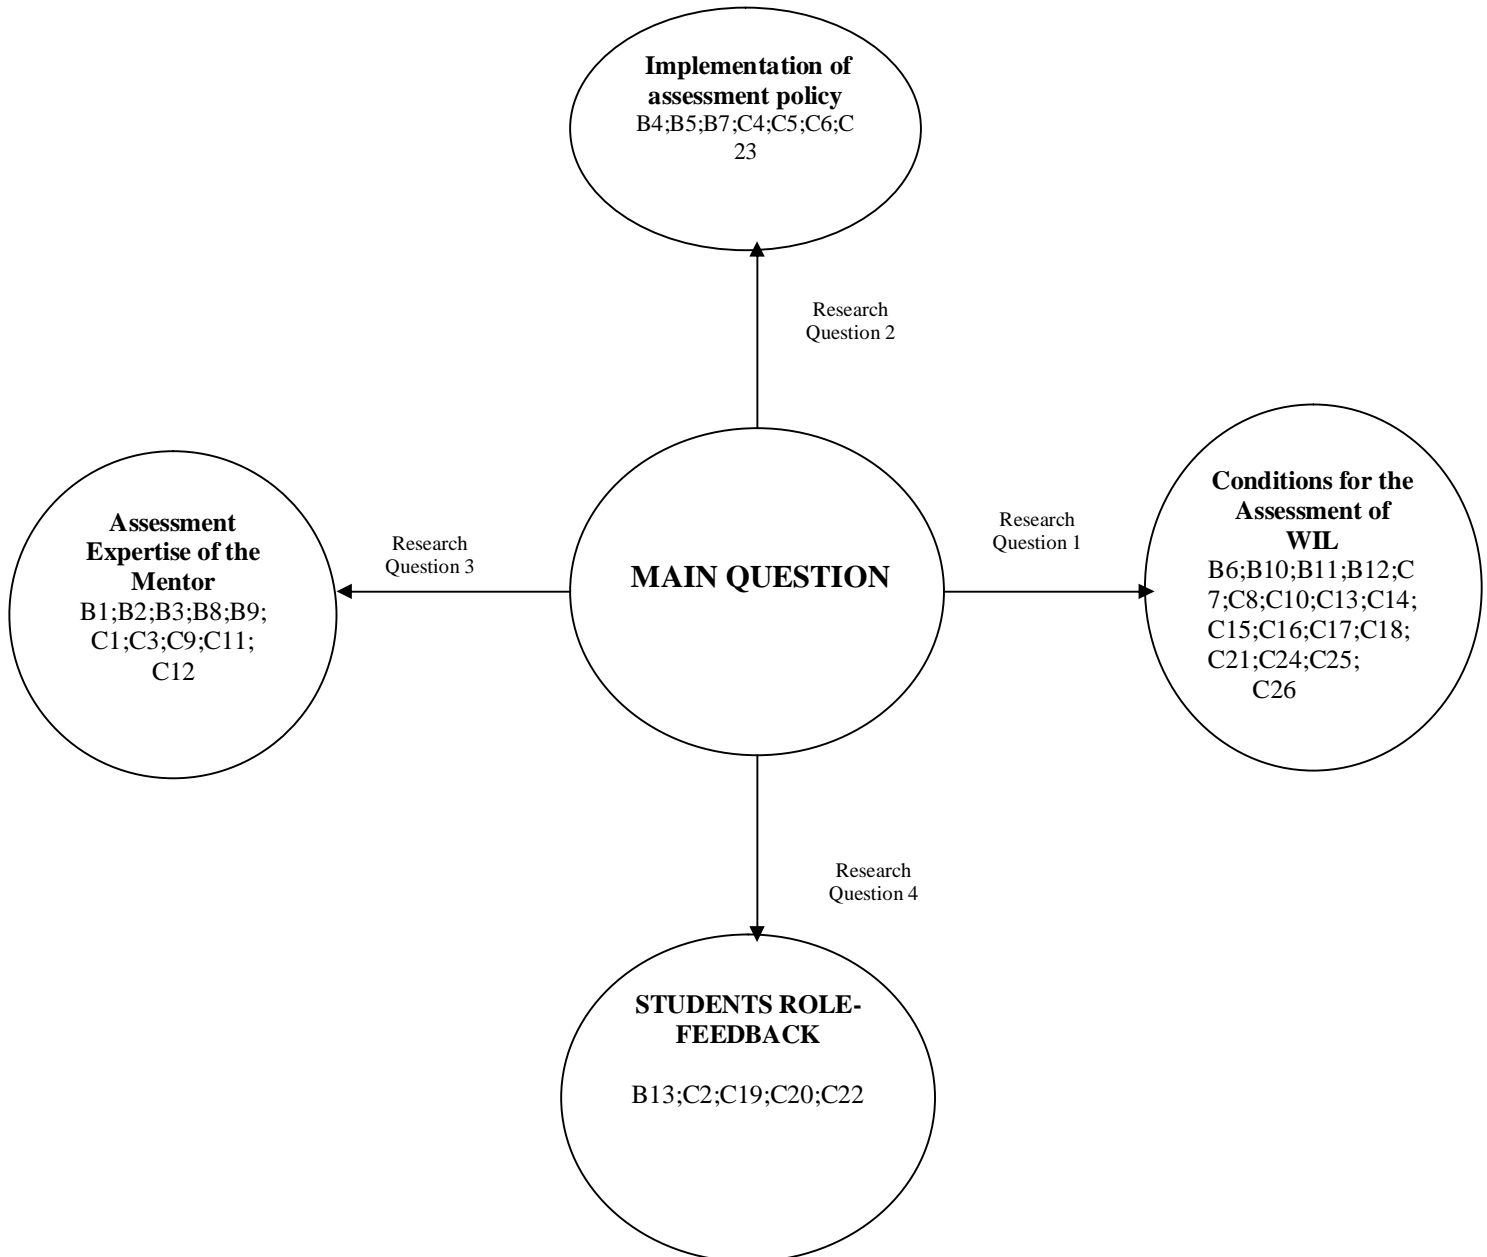 Implementation of
assessment policy
B4;B5;B7;C4;C5;C6;C
23
Research
Question 2
Conditions for the
Assessment of
WIL
B6;B10;B11;B12;C
7;C8;C10;C13;C14;
C15;C16;C17;C18;
C21;C24;C25;
C26
Research
Question 1
MAIN QUESTION
Research
Question 3
Assessment
Expertise of the
Mentor
B1;B2;B3;B8;B9;
C1;C3;C9;C11;
C12
Research
Question 4
STUDENTS ROLE-
FEEDBACK
B13;C2;C19;C20;C22